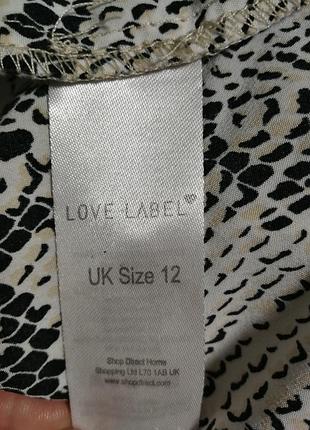 LOVE LABEL
UK Size 12
Shop Direct Home
Shopping Ltd L70 1AB UK
www.shopdirect.com